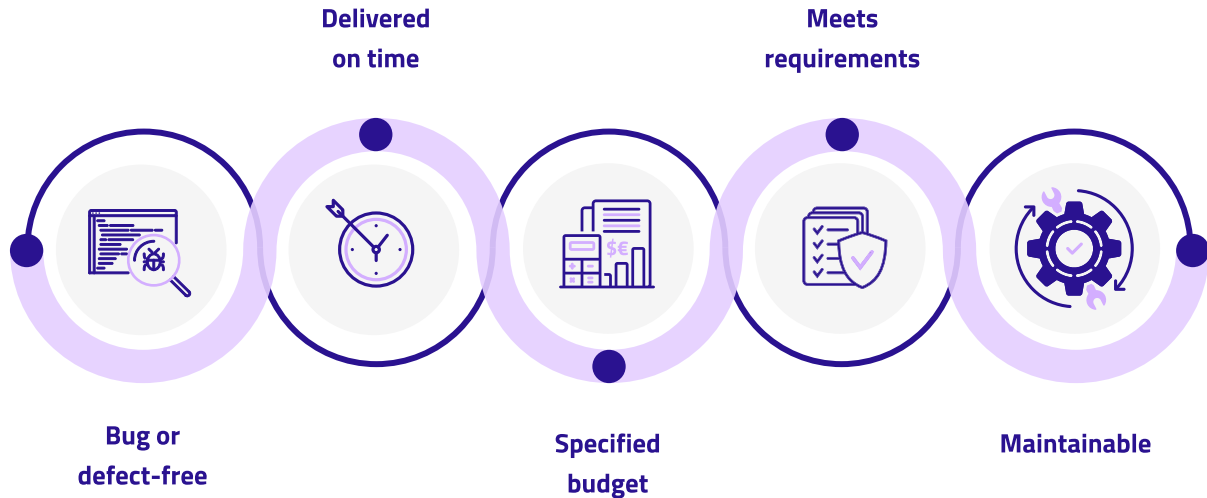 Delivered
on time
Meets
requirements
$€
Bug or
defect-free
Specified
budget
Maintainable